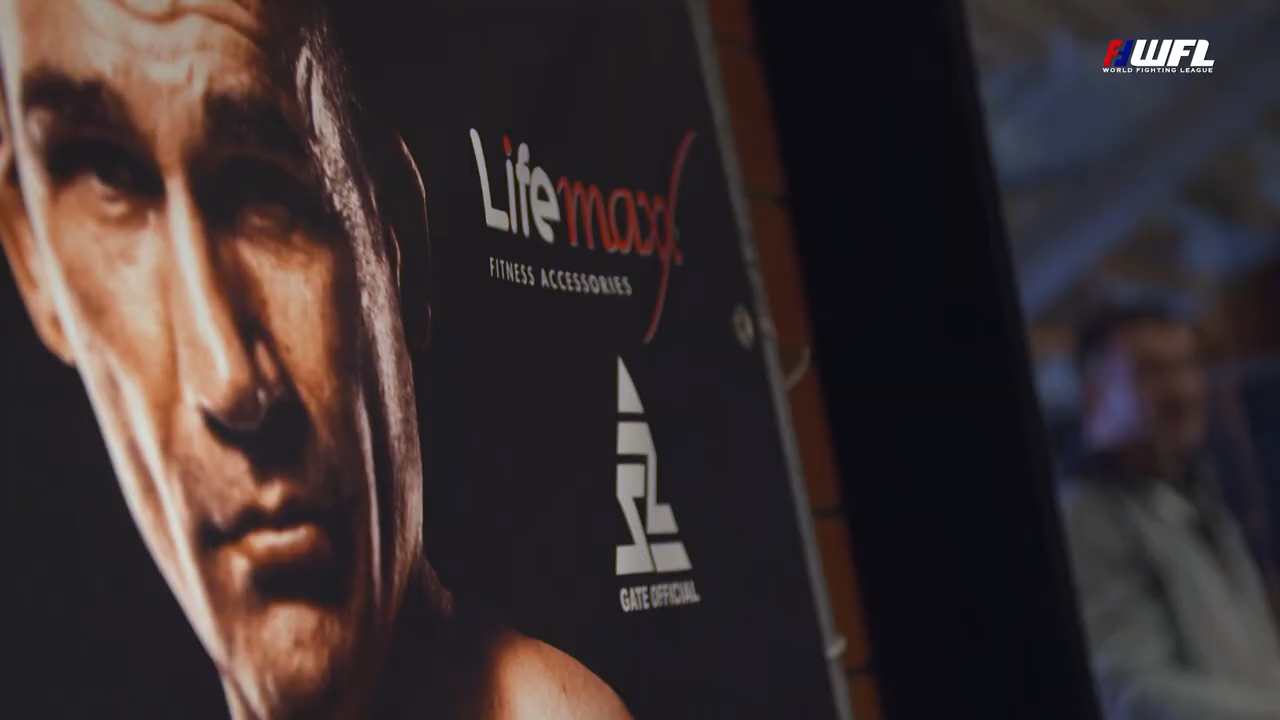 WFL
WORLD FIGHTING LEAGUE
Lifemaxx
FITNESS ACCESSORIES
GATE OFFICIAL